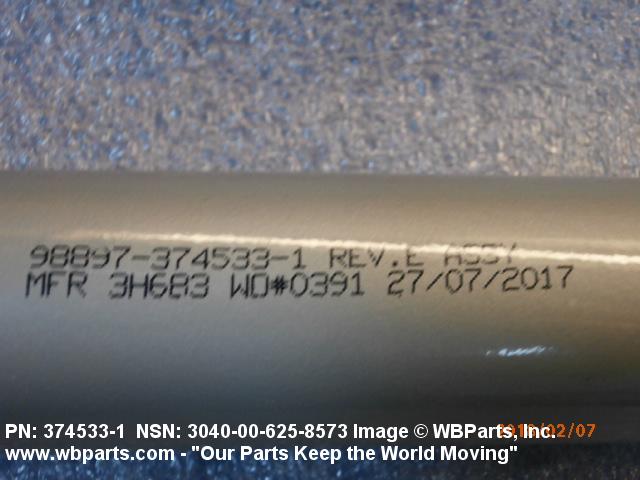 98897-374533-1 REV.E ASSY
MFR 3H683 WO#0391 27/07/2017
PN: 374533-1 NSN: 3040-00-625-8573 Image © WBParts, Inc.
www.wbparts.com - "Our Parts Keep the World Moving"